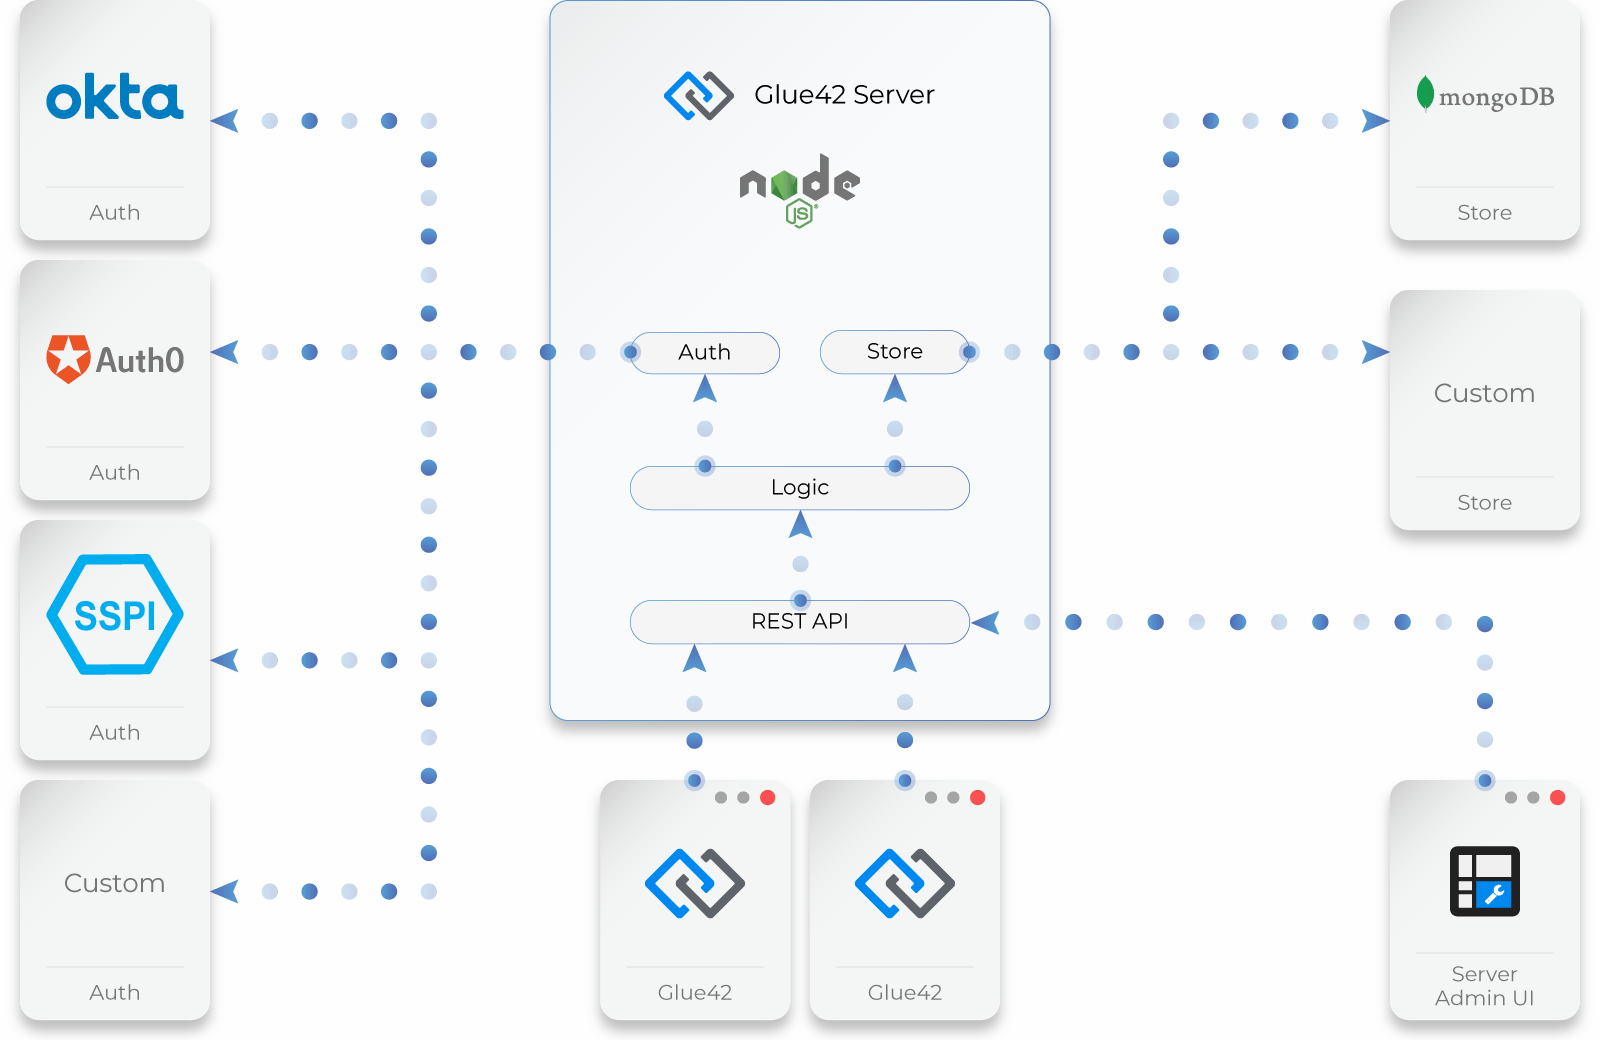 okta
Auth
Auth0
Auth
SSPI
Auth
Custom
Auth
Glue42 Server
node
JS
Auth
Store
Logic
REST API
Glue42
Glue42
mongoDB
Store
Custom
Store
Server
Admin UI